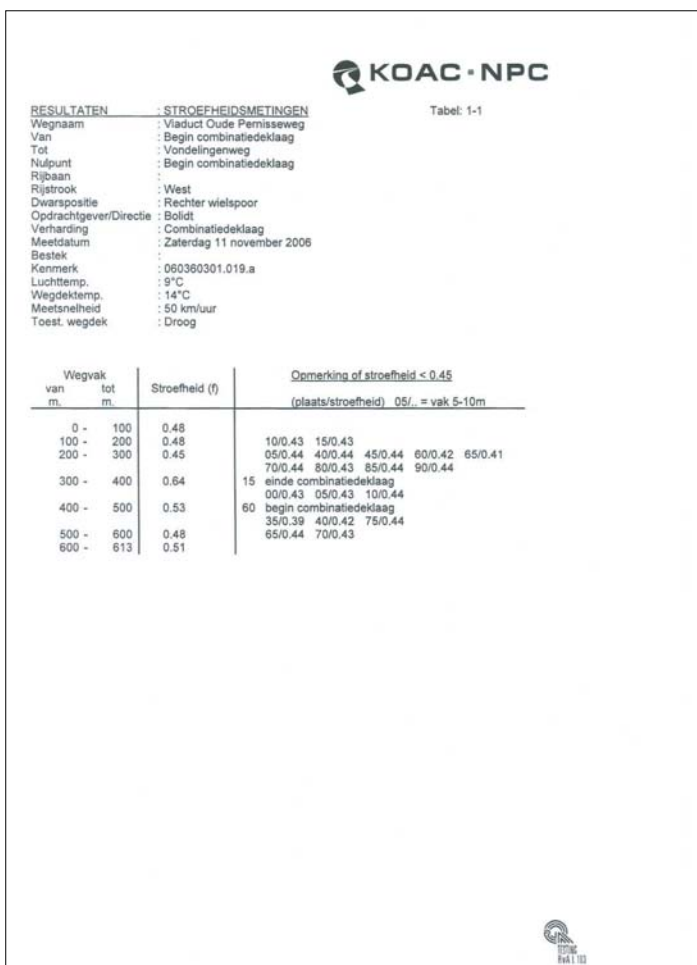 KOAC·NPC
RESULTATEN : STROEFHEIDSMETINGEN Tabel: 1-1
Wegnaam : Viaduct Oude Pernisseweg
Van : Begin combinatiedeklaag
Tot : Vondelingenweg
Nulpunt : Begin combinatiedeklaag
Rijbaan :
Rijstrook : West
Dwarspositie : Rechter wielspoor
Opdrachtgever/Directie : Bolidt
Verharding : Combinatiedeklaag
Meetdatum : Zaterdag 11 november 2006
Bestek :
Kenmerk : 060360301.019.a
Luchttemp. : 9°C
Wegdektemp. : 14°C
Meetsnelheid : 50 km/uur
Toest. wegdek : Droog
Wegvak Opmerking of stroefheid < 0.45
van tot Stroefheid (f)
m. m. (plaats/stroefheid) 05/.. = vak 5-10m
0 - 100 0.48
100 - 200 0.48 10/0.43 15/0.43
200 - 300 0.45 05/0.44 40/0.44 45/0.44 60/0.42 65/0.41
70/0.44 80/0.43 85/0.44 90/0.44
300 - 400 0.64 15 einde combinatiedeklaag
00/0.43 05/0.43 10/0.44
400 - 500 0.53 60 begin combinatiedeklaag
35/0.39 40/0.42 75/0.44
500 - 600 0.48 65/0.44 70/0.43
600 - 613 0.51
TESTING
RvA L 103